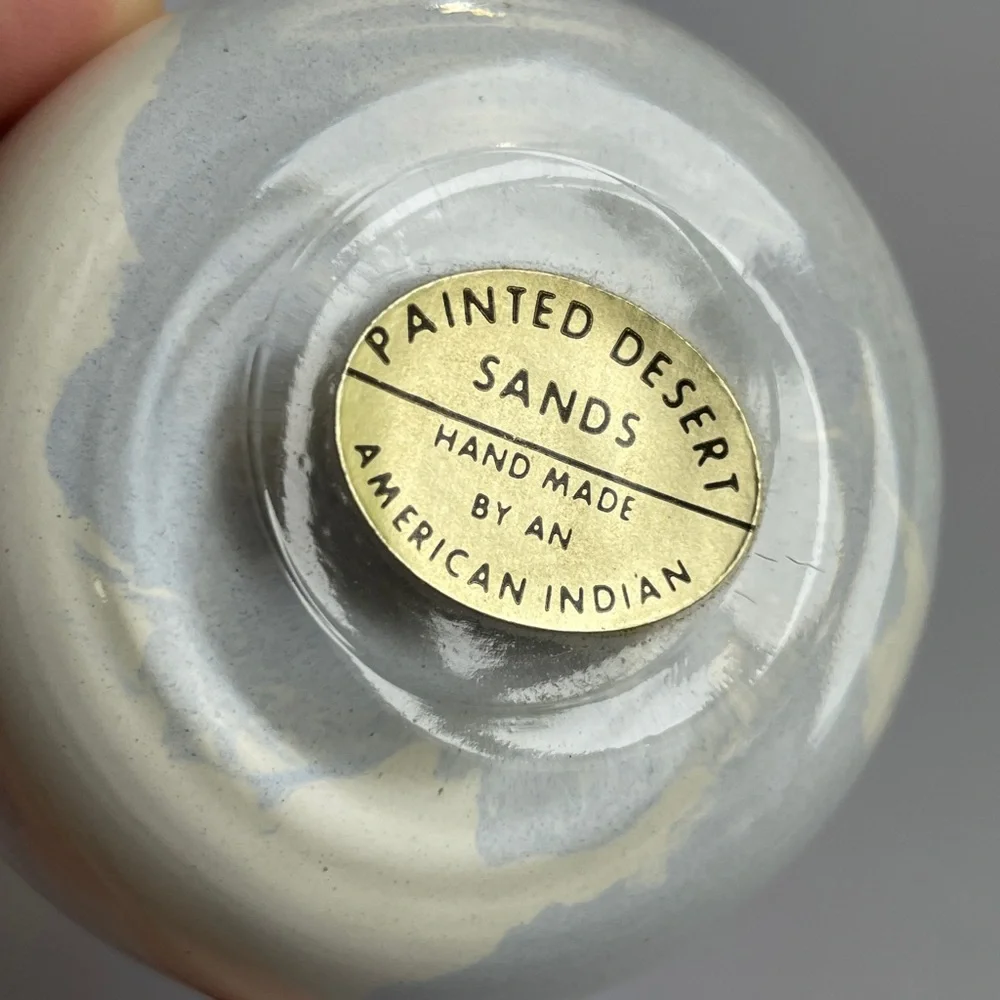 PAINTED DESERT
SANDS
HAND MADE
BY AN
AMERICAN INDIAN